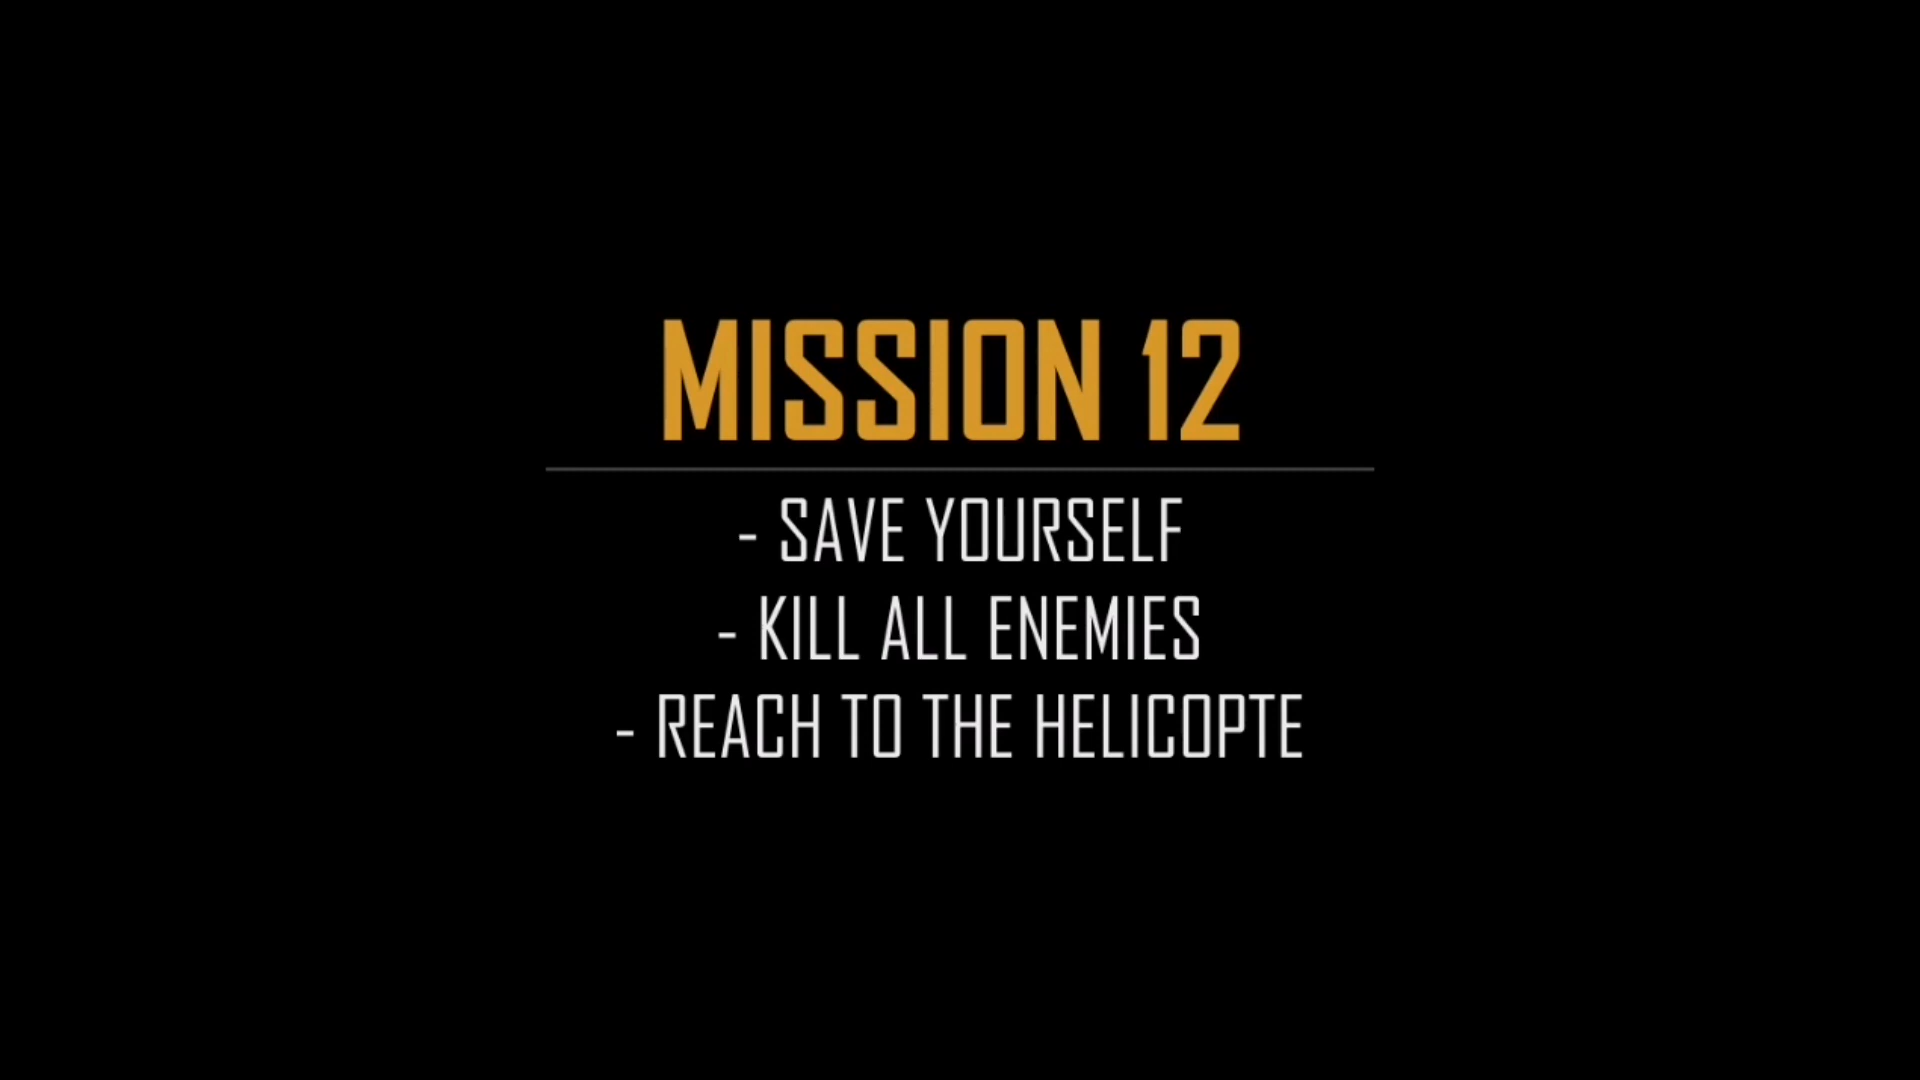 MISSION 12
- SAVE YOURSELF
- KILL ALL ENEMIES
- REACH TO THE HELICOPTE